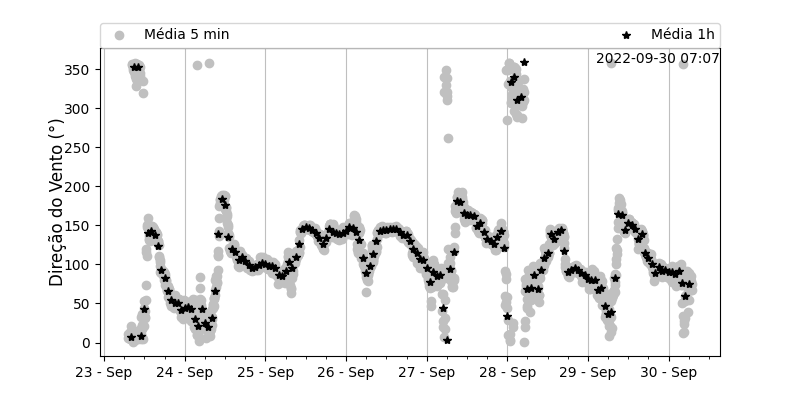 Média 5 min
Média 1h
2022-09-30 07:07
Direção do Vento (°)
350
300
250
200
150
100
50
0
23 - Sep
24 - Sep
25 - Sep
26 - Sep
27 - Sep
28 - Sep
29 - Sep
30 - Sep